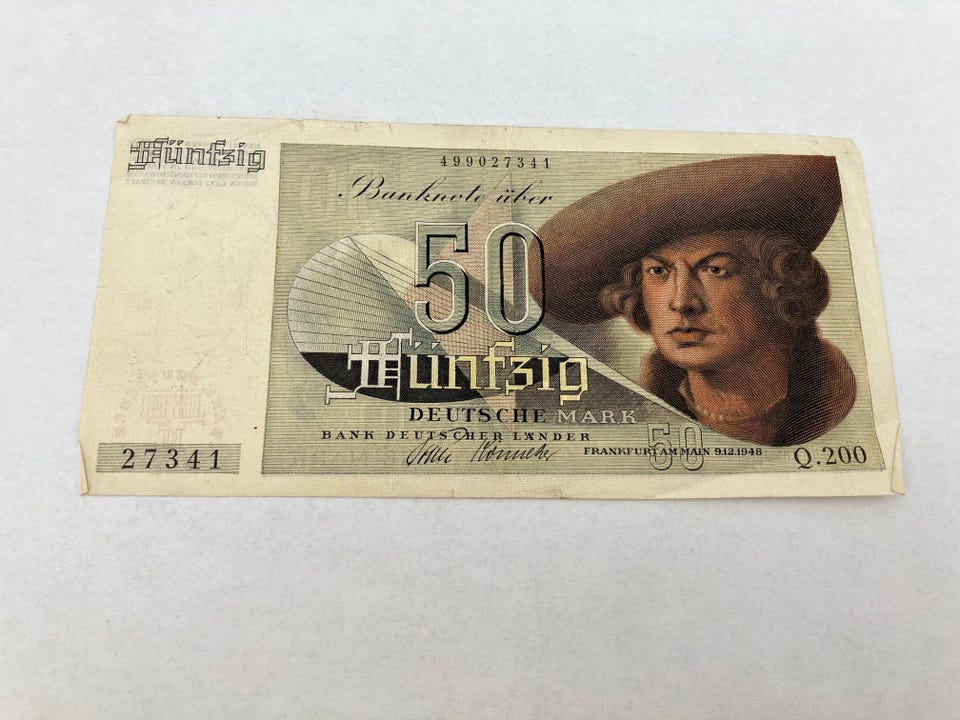 Fünfzig
499027341
Banknote über
50
Fünfzig
DEUTSCHE MARK
BANK DEUTSCHER LÄNDER
50
FRANKFURT AM MAIN 9.12.1948
27341
Q.200